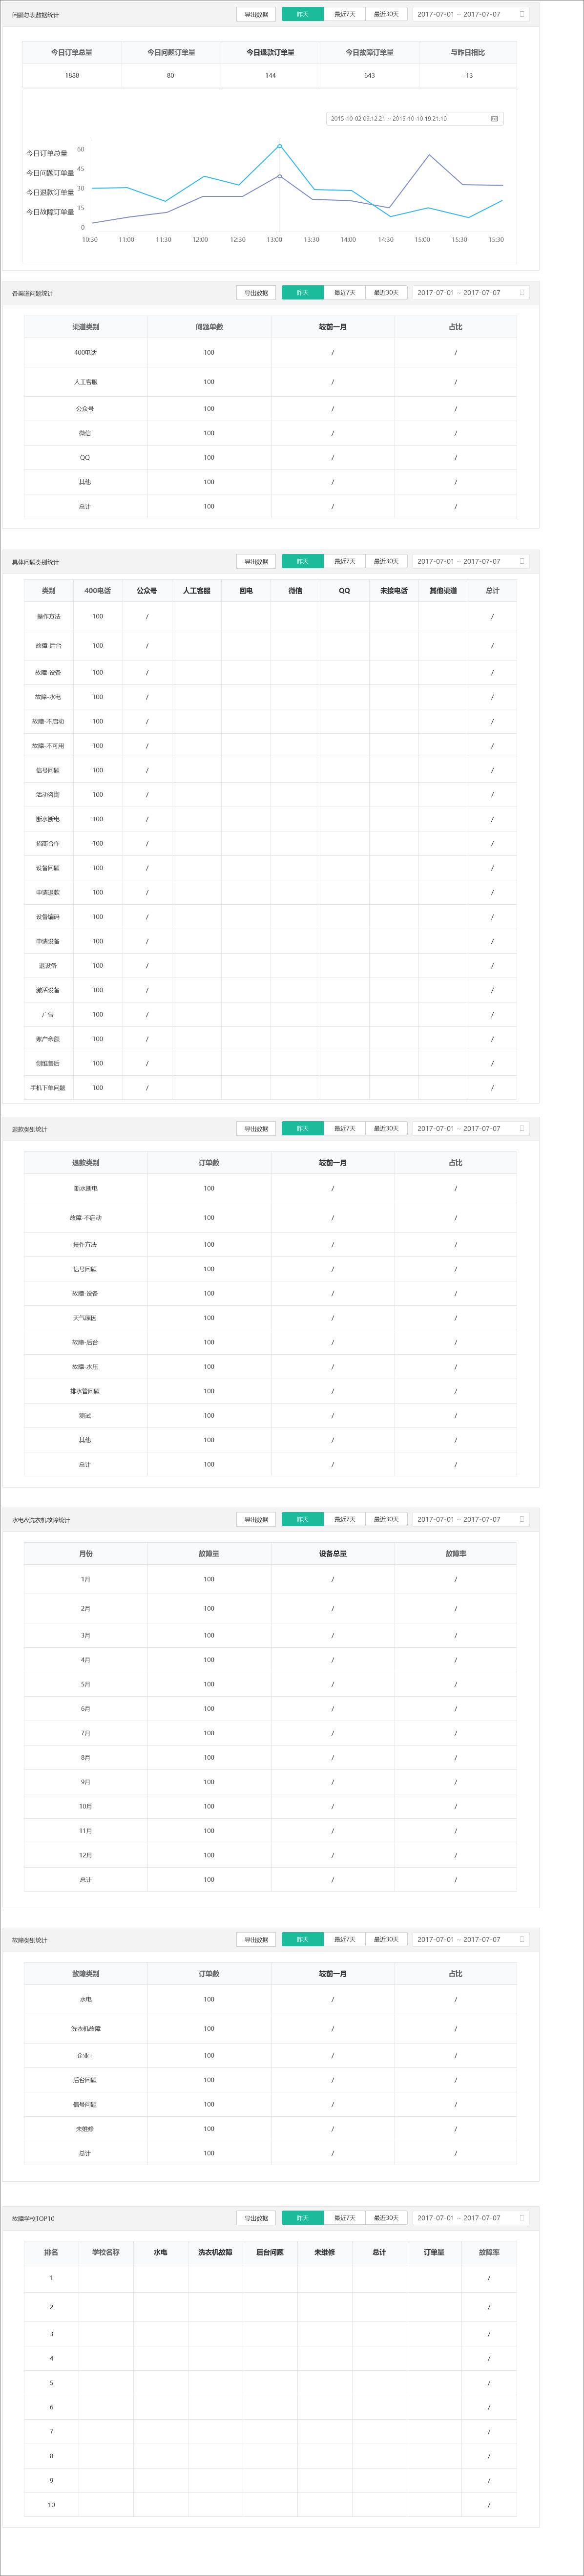 问题总表数据统计 导出数据 昨天 最近7天 最近30天 2017-07-01 ~ 2017-07-07
今日订单总量 今日问题订单量 今日退款订单量 今日故障订单量 与昨日相比
1888 80 144 643 -13
2015-10-02 09:12:21 ~ 2015-10-10 19:21:10
今日订单总量 60
45
今日问题订单量
今日退款订单量 30
今日故障订单量 15
0
10:30 11:00 11:30 12:00 12:30 13:00 13:30 14:00 14:30 15:00 15:30 15:30
各渠道问题统计 导出数据 昨天 最近7天 最近30天 2017-07-01 ~ 2017-07-07
渠道类别 问题单数 较前一月 占比
400电话 100 / /
人工客服 100 / /
公众号 100 / /
微信 100 / /
QQ 100 / /
其他 100 / /
总计 100 / /
具体问题类别统计 导出数据 昨天 最近7天 最近30天 2017-07-01 ~ 2017-07-07
类别 400电话 公众号 人工客服 回电 微信 QQ 未接电话 其他渠道 总计
操作方法 100 / /
故障-后台 100 / /
故障-设备 100 / /
故障-水电 100 / /
故障-不启动 100 / /
故障-不可用 100 / /
信号问题 100 / /
活动咨询 100 / /
断水断电 100 / /
招商合作 100 / /
设备问题 100 / /
申请退款 100 / /
设备编码 100 / /
申请设备 100 / /
退设备 100 / /
激活设备 100 / /
广告 100 / /
账户余额 100 / /
创维售后 100 / /
手机下单问题 100 / /
退款类别统计 导出数据 昨天 最近7天 最近30天 2017-07-01 ~ 2017-07-07
退款类别 订单数 较前一月 占比
断水断电 100 / /
故障-不启动 100 / /
操作方法 100 / /
信号问题 100 / /
故障-设备 100 / /
天气原因 100 / /
故障-后台 100 / /
故障-水压 100 / /
排水管问题 100 / /
测试 100 / /
其他 100 / /
总计 100 / /
水电&洗衣机故障统计 导出数据 昨天 最近7天 最近30天 2017-07-01 ~ 2017-07-07
月份 故障量 设备总量 故障率
1月 100 / /
2月 100 / /
3月 100 / /
4月 100 / /
5月 100 / /
6月 100 / /
7月 100 / /
8月 100 / /
9月 100 / /
10月 100 / /
11月 100 / /
12月 100 / /
总计 100 / /
故障类别统计 导出数据 昨天 最近7天 最近30天 2017-07-01 ~ 2017-07-07
故障类别 订单数 较前一月 占比
水电 100 / /
洗衣机故障 100 / /
企业+ 100 / /
后台问题 100 / /
信号问题 100 / /
未维修 100 / /
总计 100 / /
故障学校TOP10 导出数据 昨天 最近7天 最近30天 2017-07-01 ~ 2017-07-07
排名 学校名称 水电 洗衣机故障 后台问题 未维修 总计 订单量 故障率
1 /
2 /
3 /
4 /
5 /
6 /
7 /
8 /
9 /
10 /